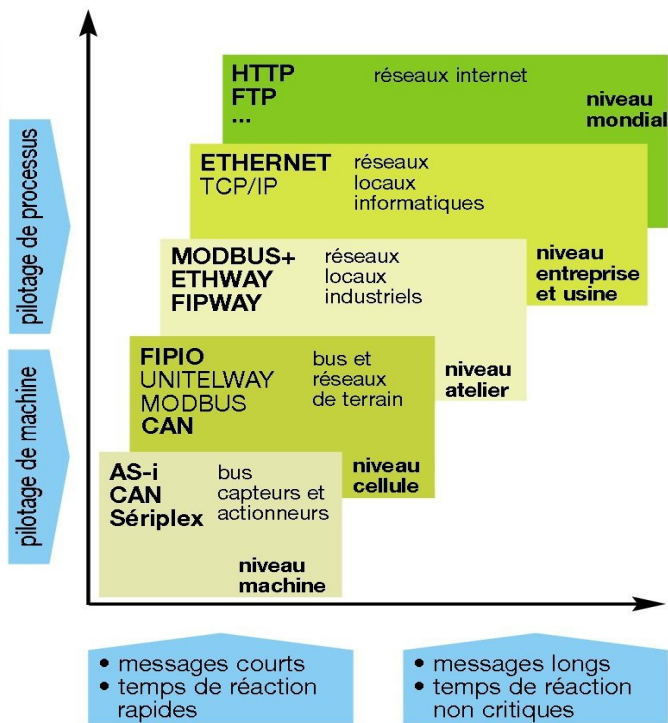 HTTP
FTP
...
réseaux internet
niveau
mondial
ETHERNET
TCP/IP
réseaux
locaux
informatiques
niveau
entreprise
et usine
MODBUS+
ETHWAY
FIPWAY
réseaux
locaux
industriels
niveau
atelier
FIPIO
UNITELWAY
MODBUS
CAN
bus et
réseaux
de terrain
niveau
cellule
AS-i
CAN
Sériplex
bus
capteurs et
actionneurs
niveau
machine
pilotage de processus
pilotage de machine
• messages courts
• temps de réaction
rapides
• messages longs
• temps de réaction
non critiques